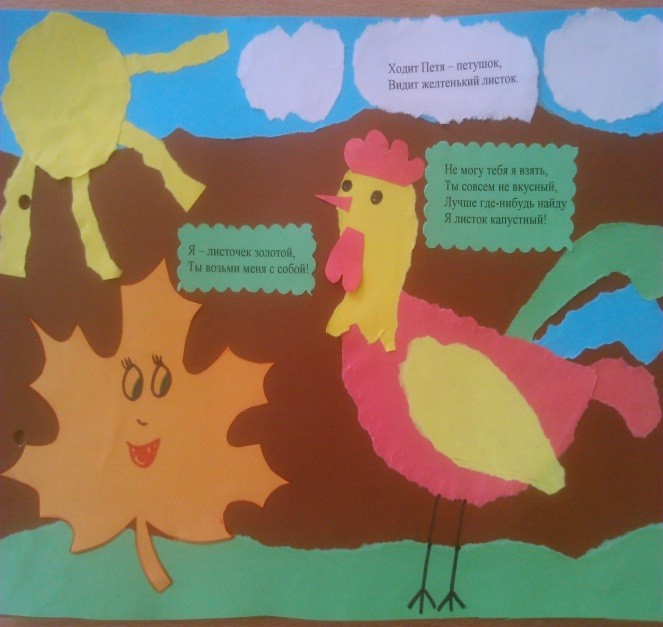 Ходит Петя – петушок,
Видит желтенький листок.
Я – листочек золотой,
Ты возьми меня с собой!
Не могу тебя я взять,
Ты совсем не вкусный,
Лучше где-нибудь найду
Я листок капустный!